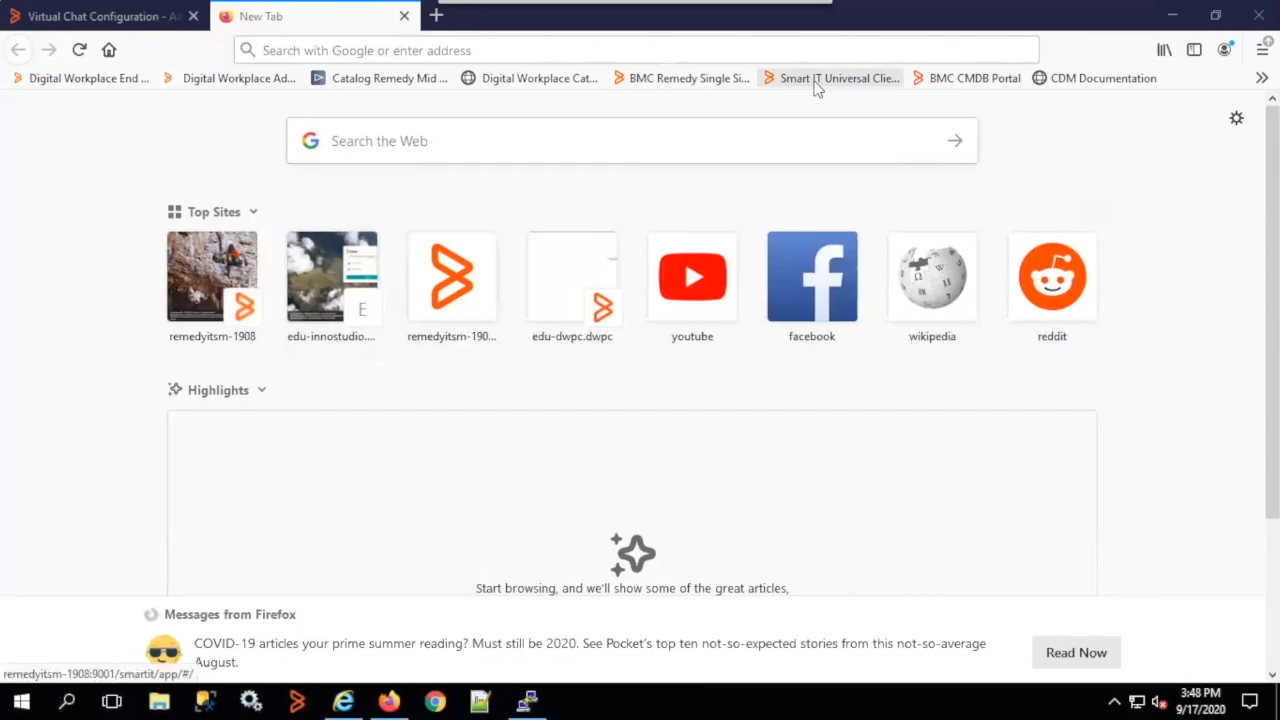 Virtual Chat Configuration - A
New Tab
Search with Google or enter address
Digital Workplace End ...
Digital Workplace Ad...
Catalog Remedy Mid ...
Digital Workplace Cat...
BMC Remedy Single Si...
Smart IT Universal Clie...
BMC CMDB Portal
CDM Documentation
Search the Web
Top Sites
E
remedyitsm-1908
edu-innostudio....
remedyitsm-190...
edu-dwpc.dwpc
youtube
facebook
wikipedia
reddit
Highlights
Start browsing, and we'll show some of the great articles,
Messages from Firefox
COVID-19 articles your prime summer reading? Must still be 2020. See Pocket's top ten not-so-expected stories from this not-so-average
August.
Read Now
remedyitsm-1908:9001/smartit/app/#/
3:48 PM
9/17/2020